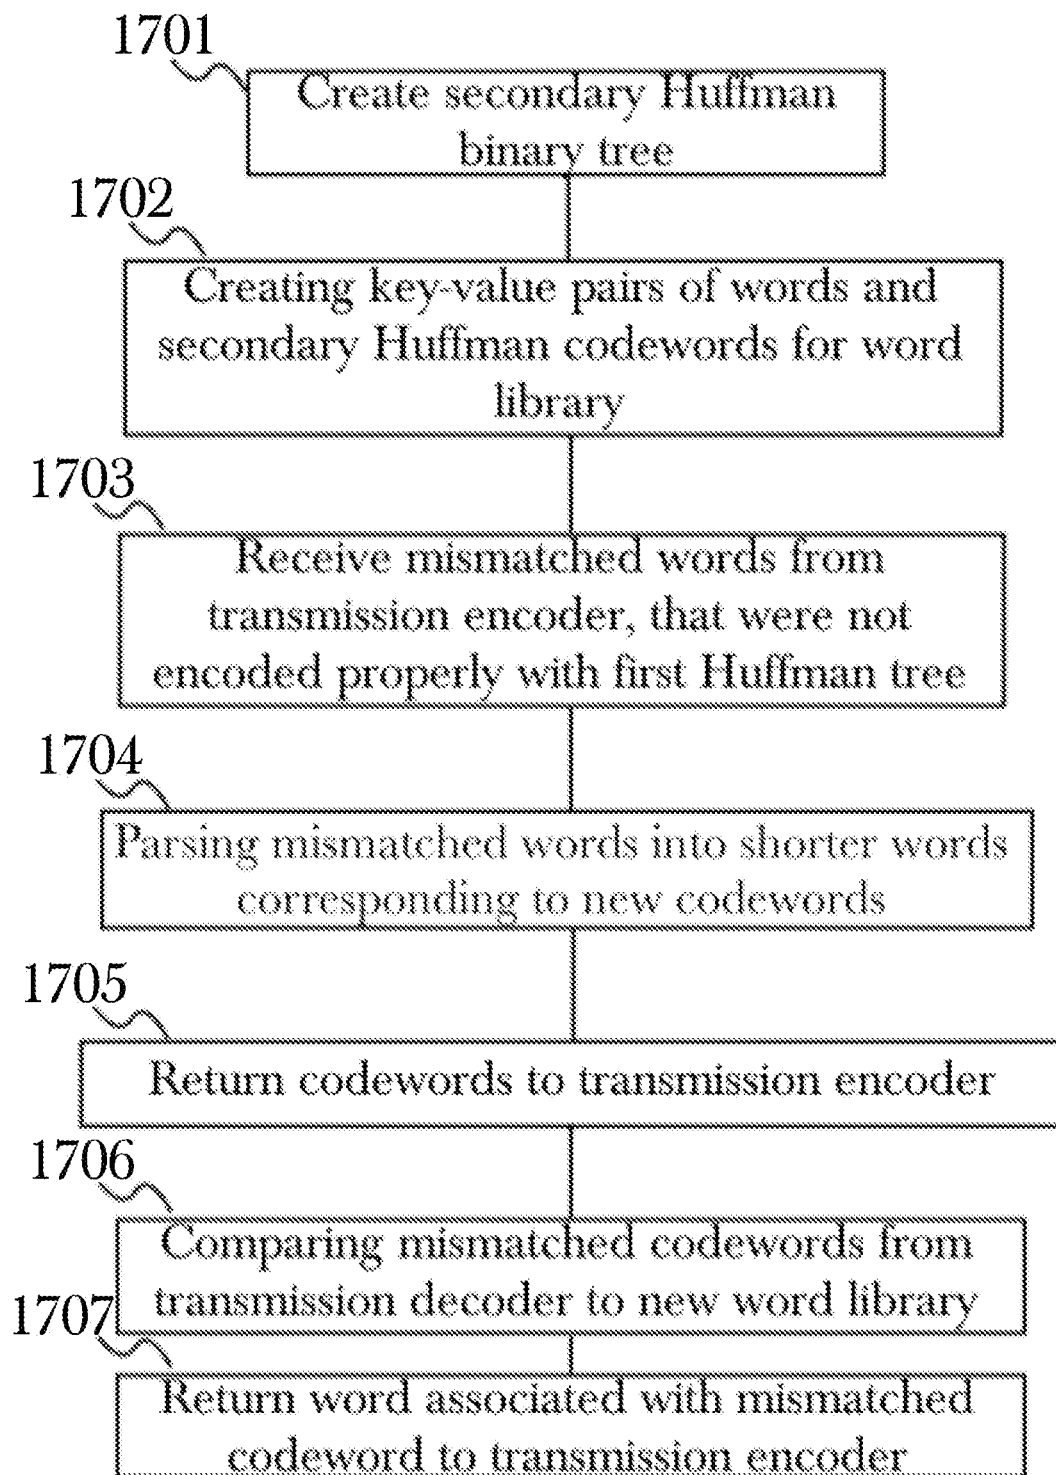 1701
Create secondary Huffman
binary tree
1702
Creating key-value pairs of words and
secondary Huffman codewords for word
library
1703
Receive mismatched words from
transmission encoder, that were not
encoded properly with first Huffman tree
1704
Parsing mismatched words into shorter words
corresponding to new codewords
1705
Return codewords to transmission encoder
1706
Comparing mismatched codewords from
transmission decoder to new word library
1707
Return word associated with mismatched
codeword to transmission encoder